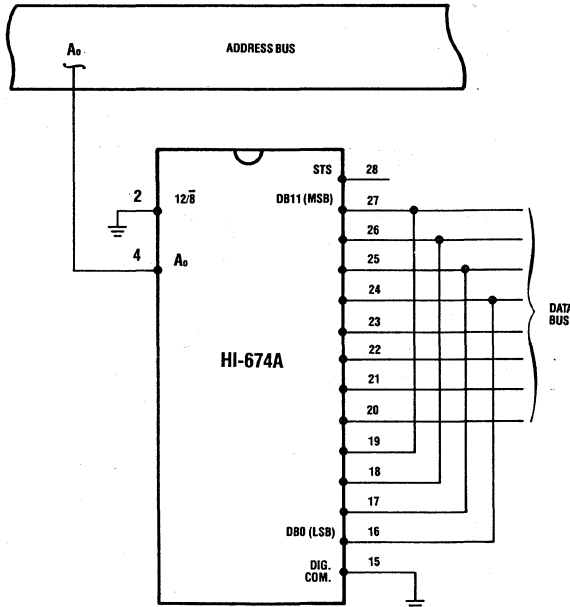 A₀
ADDRESS BUS
STS
28
2
12/8̅
DB11 (MSB)
27
26
4
A₀
25
24
DATA
BUS
23
HI-674A
22
21
20
19
18
17
DB0 (LSB)
16
DIG.
COM.
15